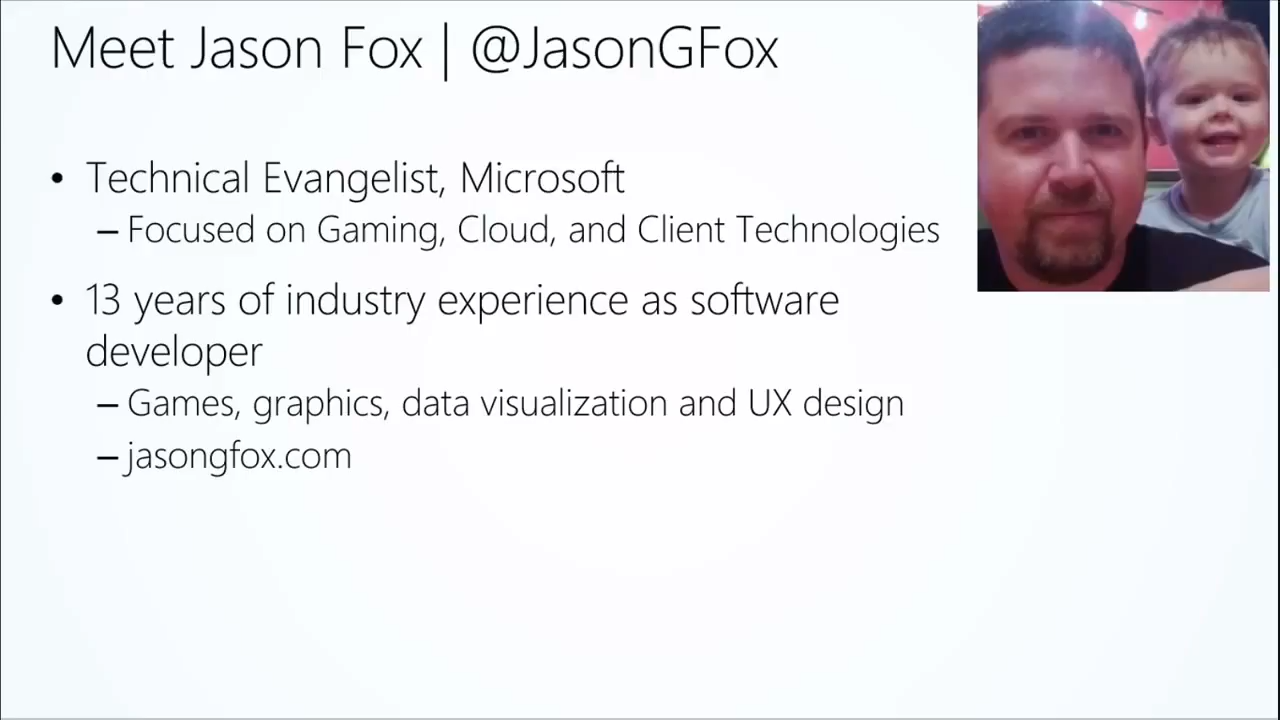 Meet Jason Fox | @JasonGFox
• Technical Evangelist, Microsoft
– Focused on Gaming, Cloud, and Client Technologies
• 13 years of industry experience as software
developer
– Games, graphics, data visualization and UX design
– jasongfox.com